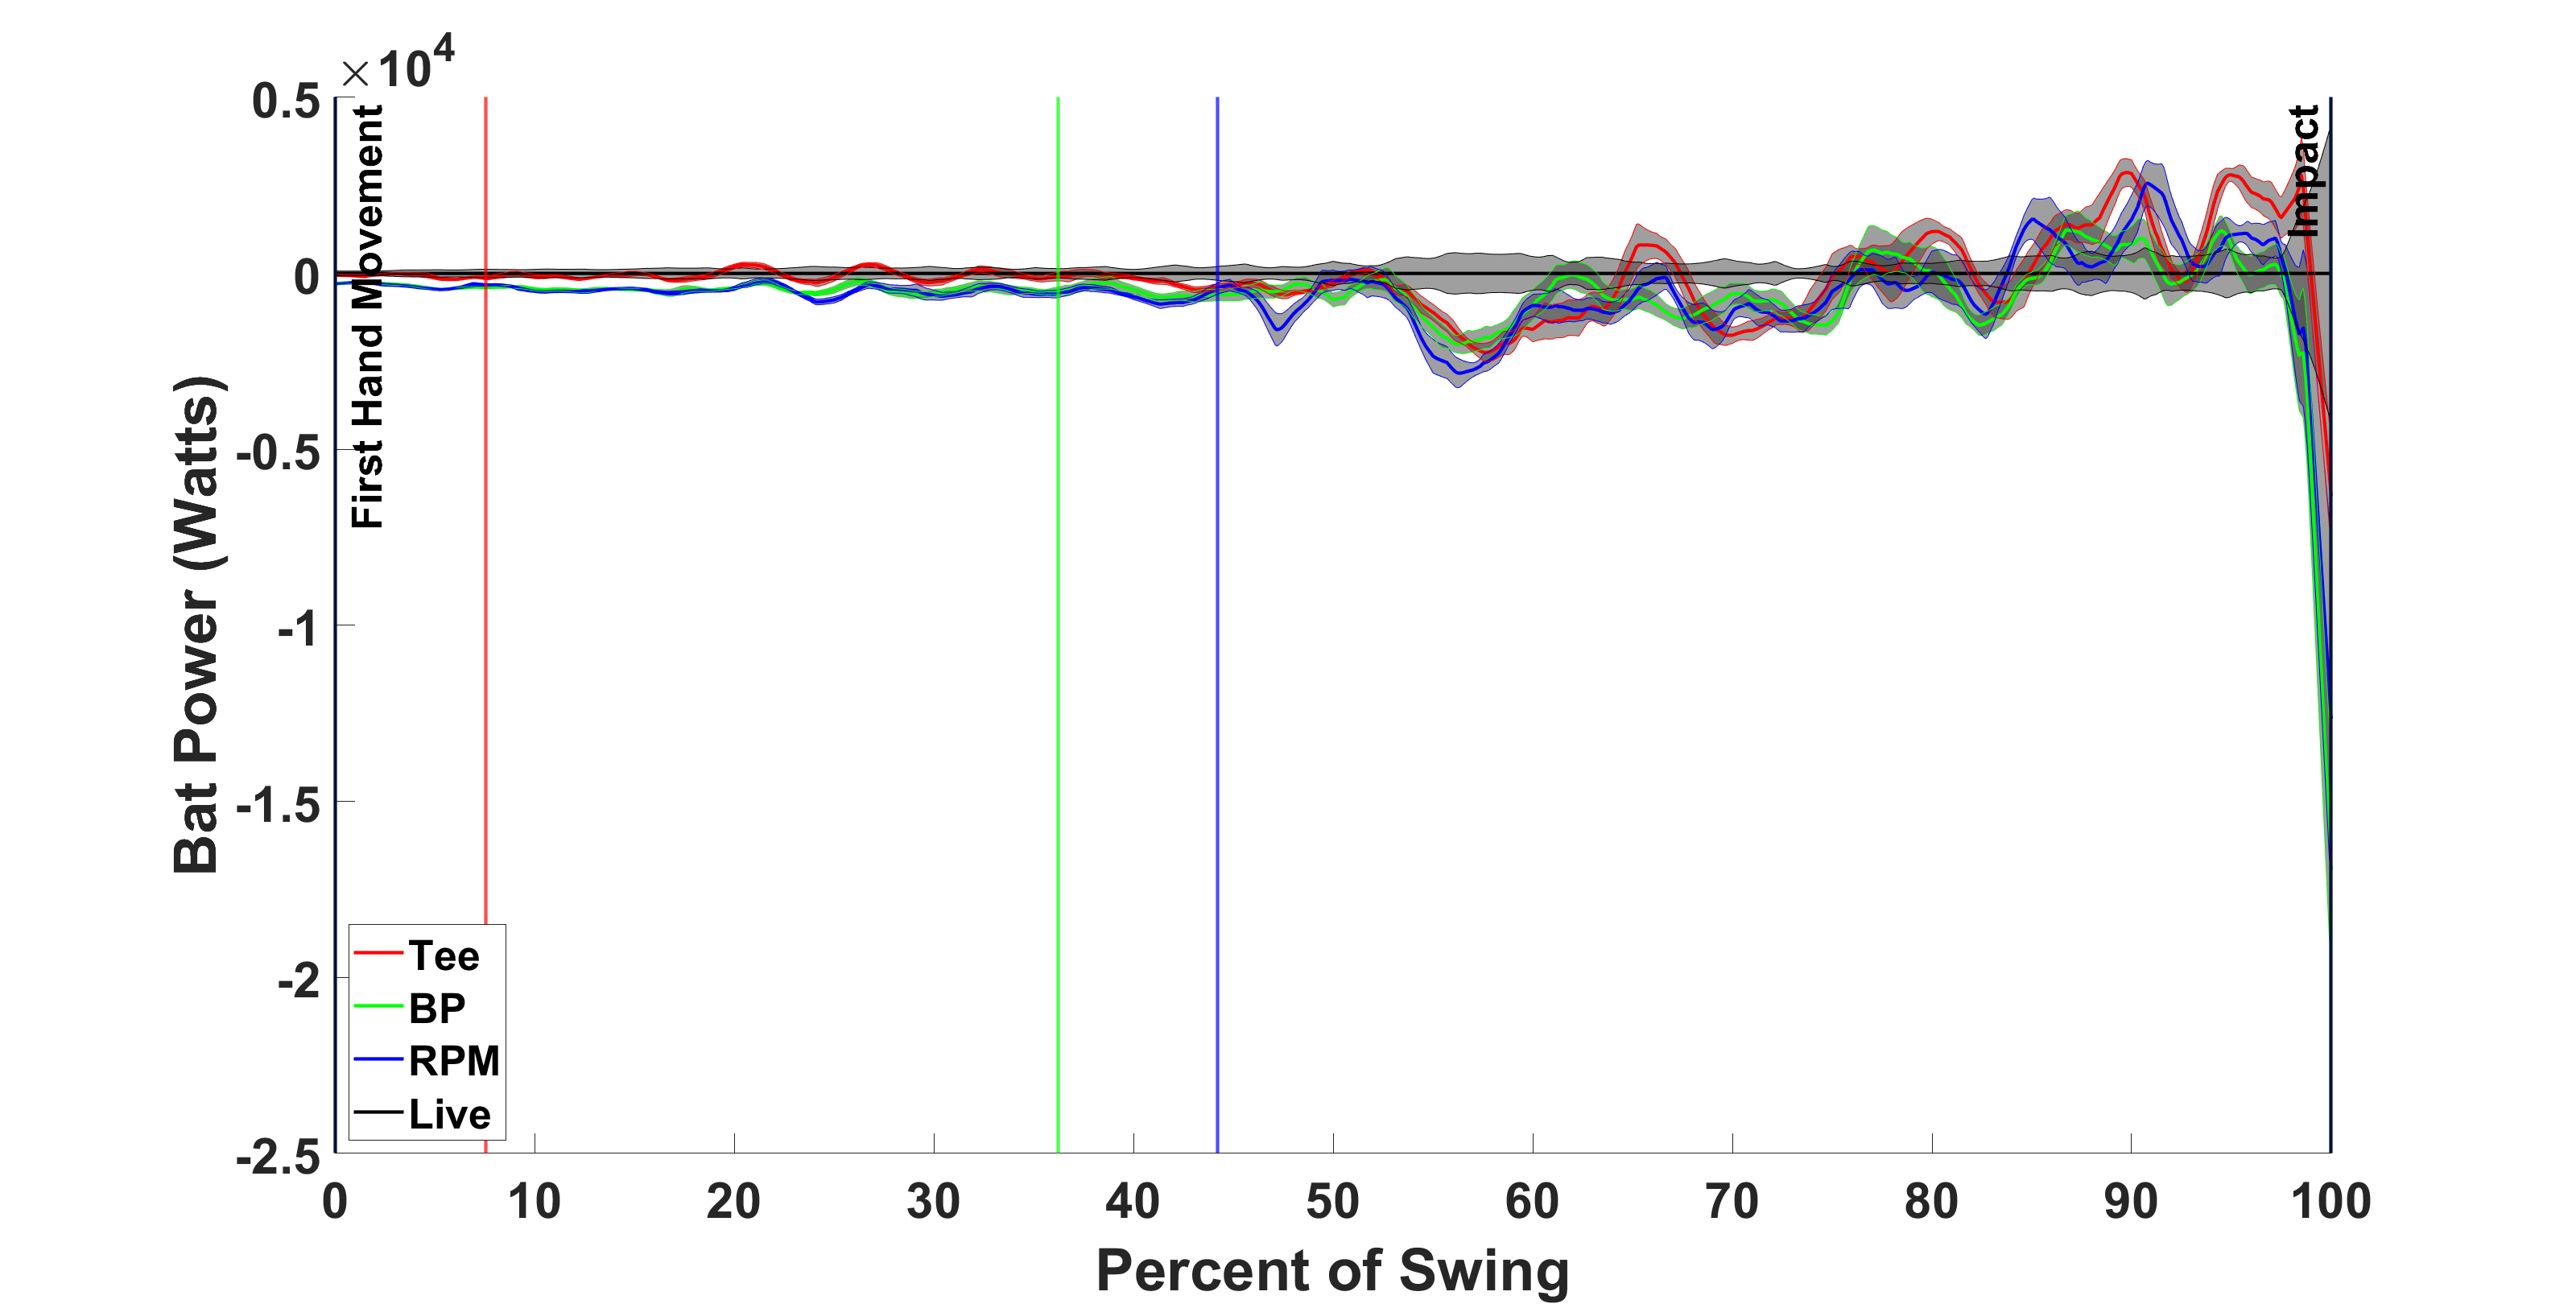 ×10⁴
0.5
0
-0.5
-1
-1.5
-2
-2.5
Bat Power (Watts)
First Hand Movement
Impact
Tee
BP
RPM
Live
0 10 20 30 40 50 60 70 80 90 100
Percent of Swing